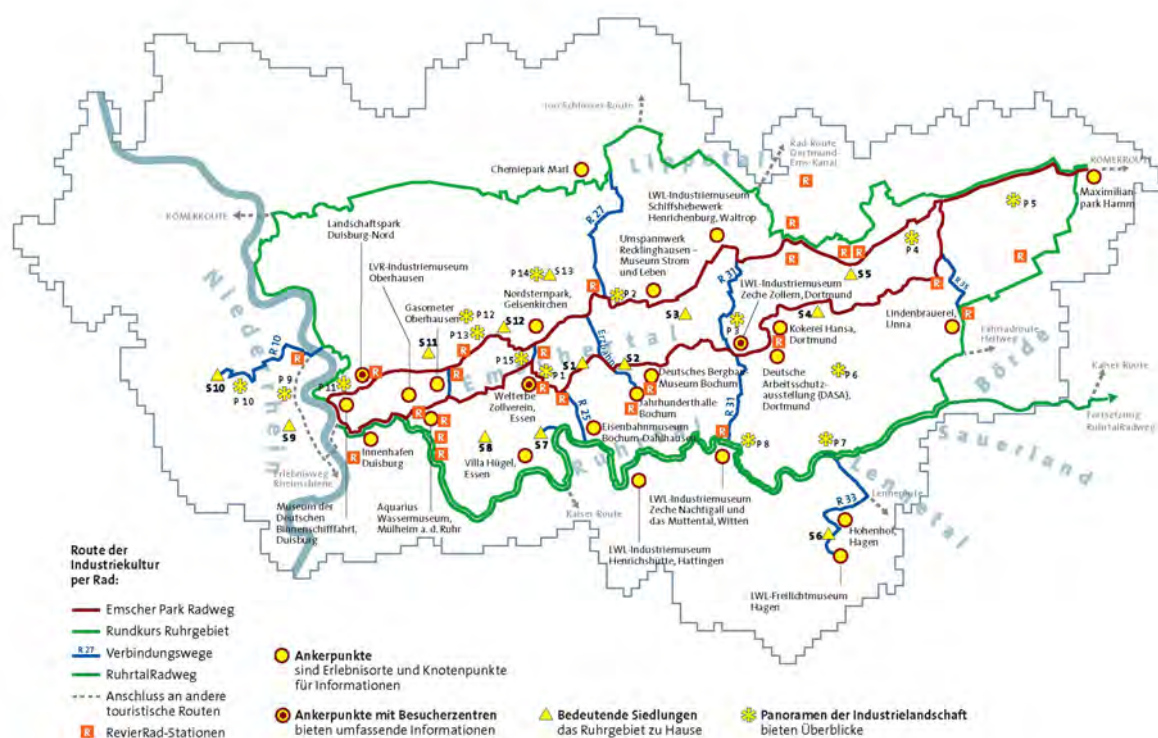 Tour Schleuser-Route
Rad-Route
Dortmund-
Ems-Kanal
Lippetal
Chemiepark Marl
RÖMERROUTE
Maximilian-
park Hamm
R 27
LWL-Industriemuseum
Schiffshebewerk
Henrichenburg, Waltrop
RÖMERROUTE
Landschaftspark
Duisburg-Nord
Umspannwerk
Recklinghausen –
Museum Strom
und Leben
P 5
P 4
LVR-Industriemuseum
Oberhausen
P 14
S 13
Nordsternpark,
Gelsenkirchen
P 2
R 31
LWL-Industriemuseum
Zeche Zollern, Dortmund
S5
R 35
Gasometer
Oberhausen
P 12
P 13
S12
S3
P 3
S4
Kokerei Hansa,
Dortmund
Lindenbrauerei,
Unna
Fahrradroute
Hellweg
Niederrhein
Emschertal
Erzbahn
R 10
S11
P 15
P 1
S1
S2
Deutsches Bergbau-
Museum Bochum
Deutsche
Arbeitsschutz-
ausstellung (DASA),
Dortmund
P 6
Börde
Kaiser-Route
S10
P 10
P 9
P 11
Welterbe
Zollverein,
Essen
Jahrhunderthalle
Bochum
R 31
Fortsetzung
RuhrtalRadweg
S9
R 25
Eisenbahnmuseum
Bochum-Dahlhausen
Sauerland
Erlebnisweg
Rheinschiene
Innenhafen
Duisburg
S8
S7
Villa Hügel,
Essen
Ruhrtal
P 8
P 7
Lennetal
Museum der
Deutschen
Binnenschifffahrt,
Duisburg
Aquarius
Wassermuseum,
Mülheim a. d. Ruhr
Kaiser-Route
LWL-Industriemuseum
Zeche Nachtigall und
das Muttental, Witten
R 33
Lenneroute
S6
Hohenhof,
Hagen
LWL-Industriemuseum
Henrichshütte, Hattingen
LWL-Freilichtmuseum
Hagen
Route der
Industriekultur
per Rad:
Emscher Park Radweg
Rundkurs Ruhrgebiet
R 27 Verbindungswege
RuhrtalRadweg
Anschluss an andere
touristische Routen
R RevierRad-Stationen
Ankerpunkte
sind Erlebnisorte und Knotenpunkte
für Informationen
Ankerpunkte mit Besucherzentren
bieten umfassende Informationen
Bedeutende Siedlungen
das Ruhrgebiet zu Hause
Panoramen der Industrielandschaft
bieten Überblicke